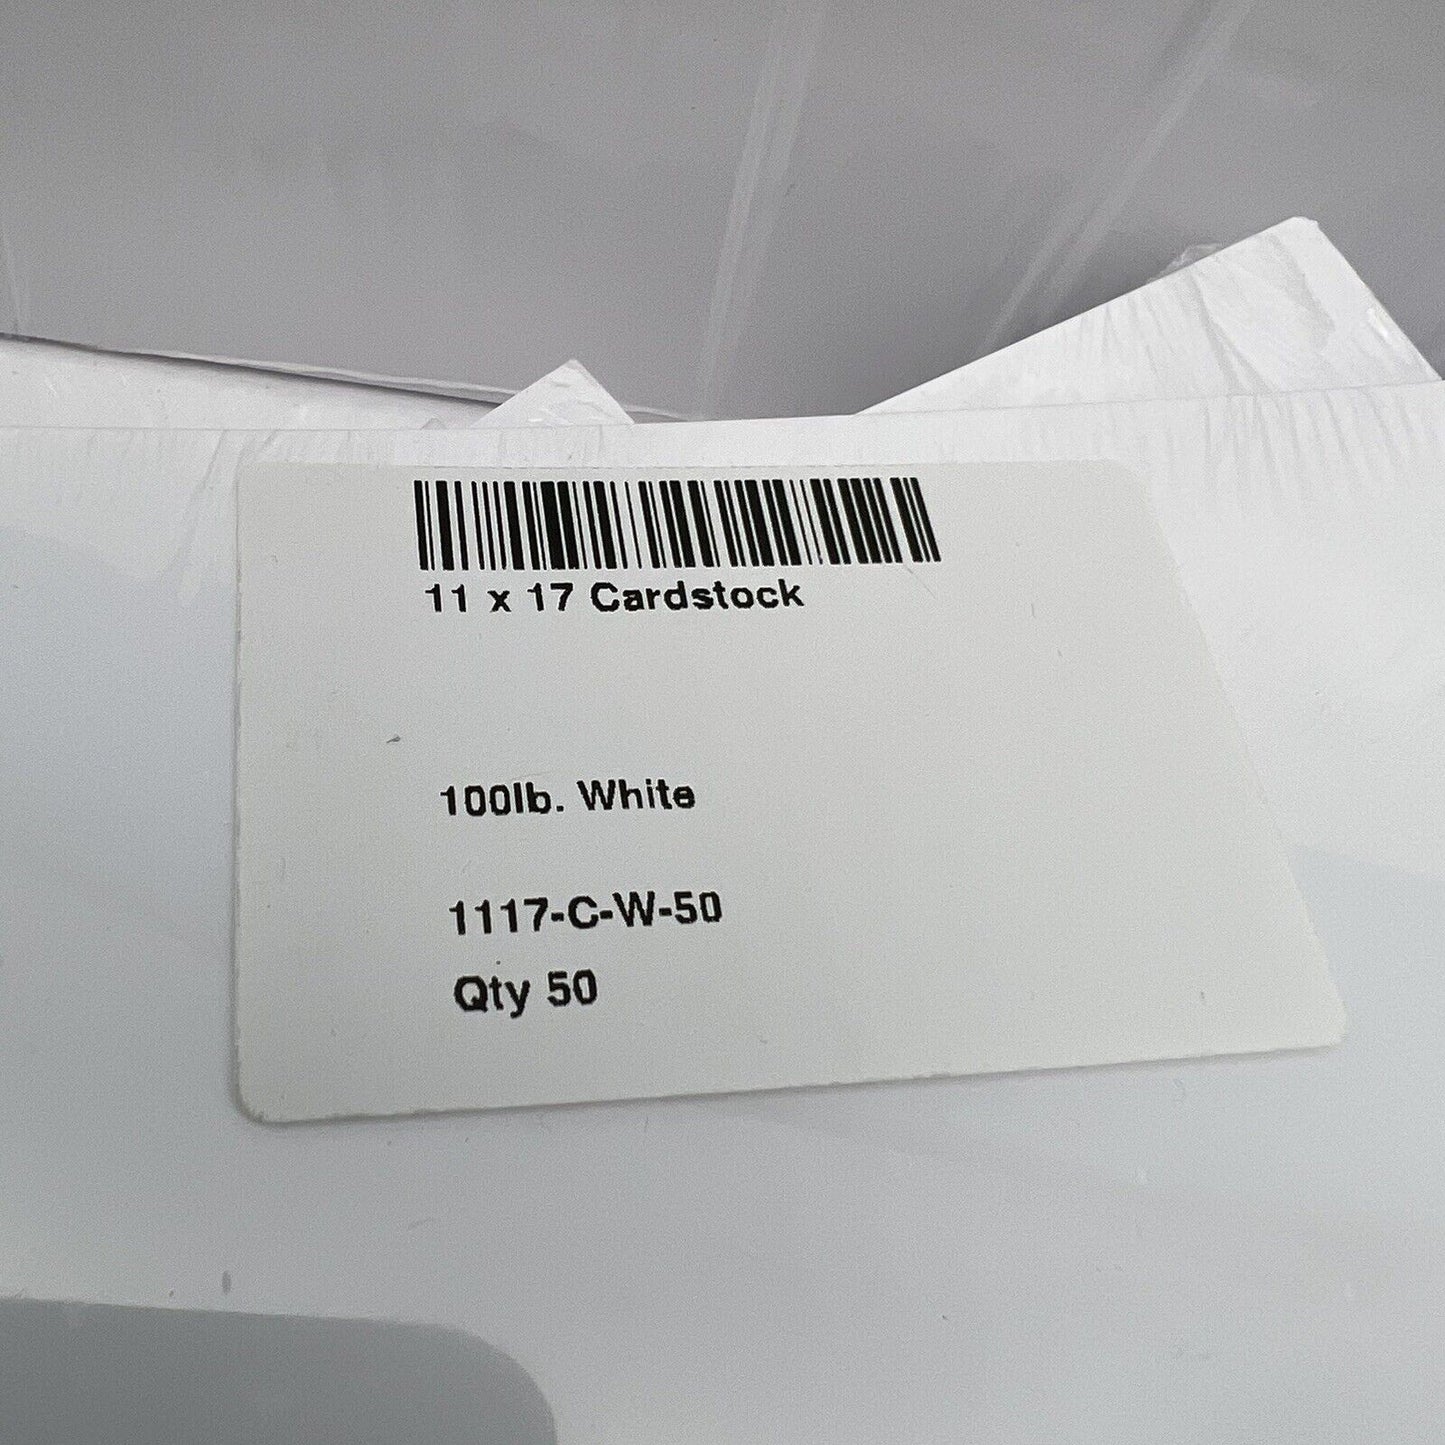 11 x 17 Cardstock
100lb. White
1117-C-W-50
Qty 50